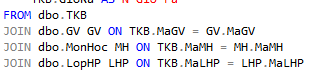 FROM dbo.TKB
JOIN dbo.GV GV ON TKB.MaGV = GV.MaGV
JOIN dbo.MonHoc MH ON TKB.MaMH = MH.MaMH
JOIN dbo.LopHP LHP ON TKB.MaLHP = LHP.MaLHP